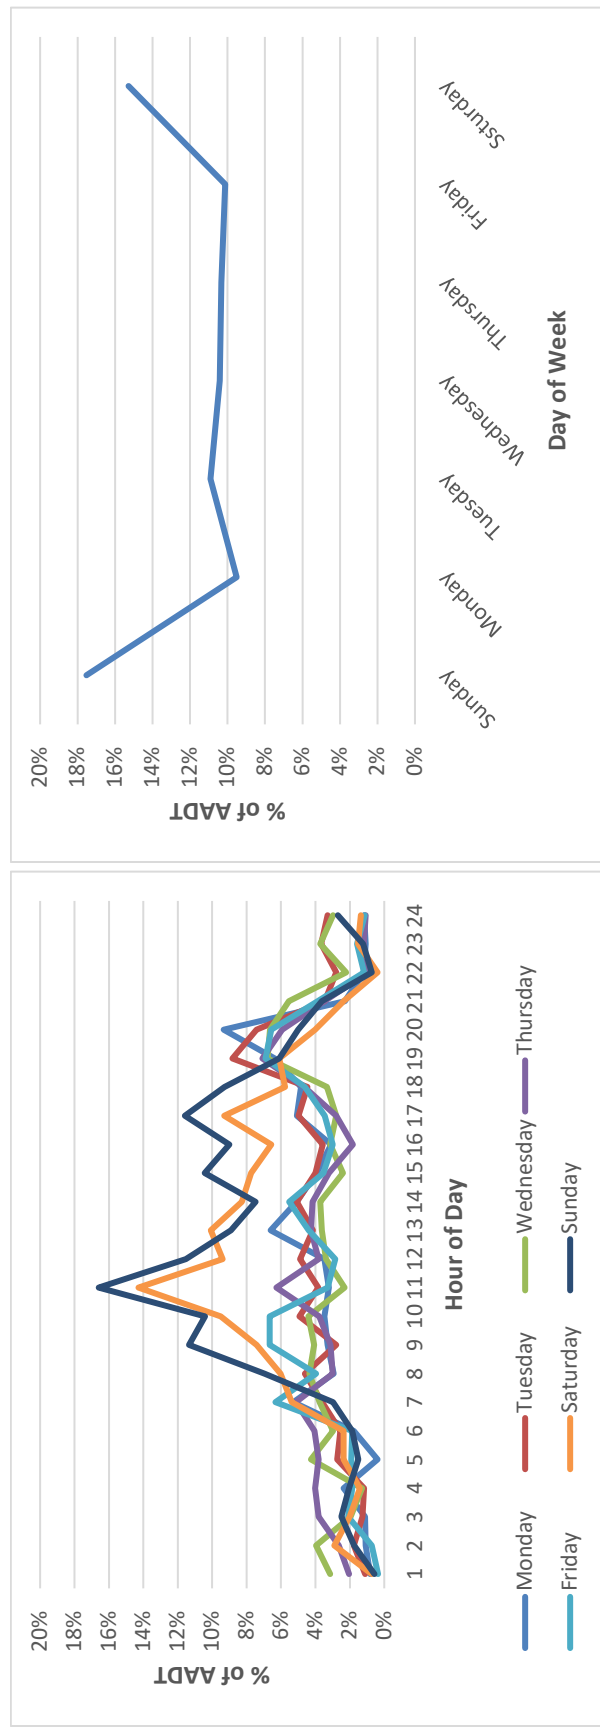 20%
18%
16%
14%
12%
10%
8%
6%
4%
2%
0%
% of AADT
1 2 3 4 5 6 7 8 9 10 11 12 13 14 15 16 17 18 19 20 21 22 23 24
Hour of Day
Monday Tuesday Wednesday Thursday
Friday Saturday Sunday
20%
18%
16%
14%
12%
10%
8%
6%
4%
2%
0%
% of AADT
Sunday Monday Tuesday Wednesday Thursday Friday Ssturday
Day of Week